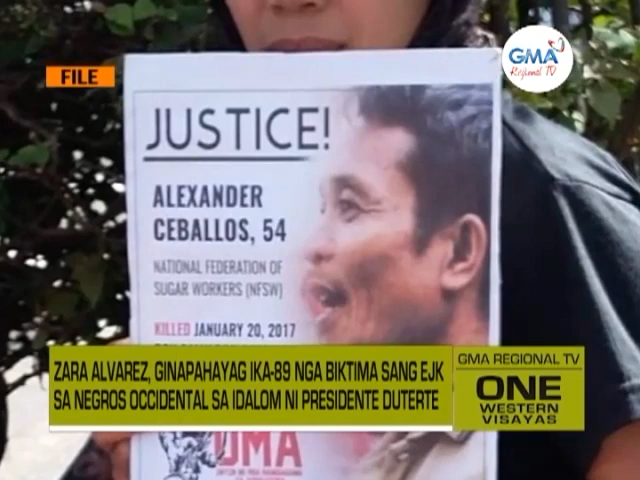 FILE
GMA
Regional TV
JUSTICE!
ALEXANDER
CEBALLOS, 54
NATIONAL FEDERATION OF
SUGAR WORKERS (NFSW)
KILLED JANUARY 20, 2017
ZARA ALVAREZ, GINAPAHAYAG IKA-89 NGA BIKTIMA SANG EJK
SA NEGROS OCCIDENTAL SA IDALOM NI PRESIDENTE DUTERTE
GMA REGIONAL TV
ONE
WESTERN
VISAYAS
UMA